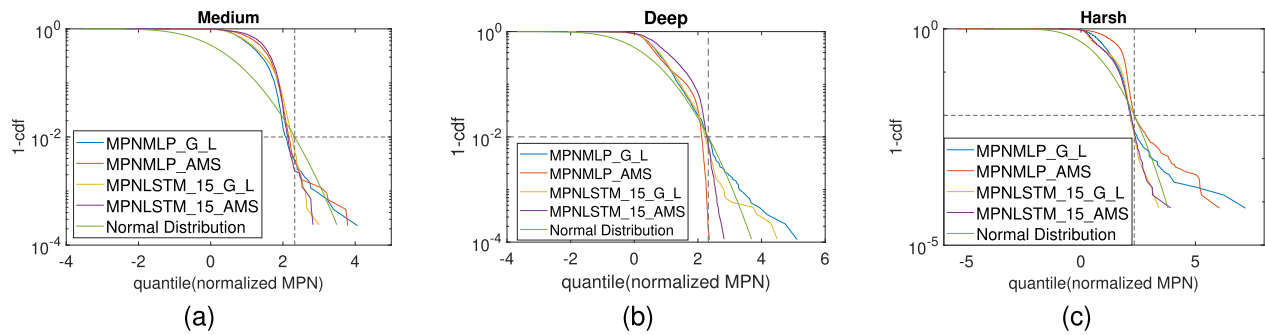 Medium
10^0
10^-2
10^-4
1-cdf
MPNMLP_G_L
MPNMLP_AMS
MPNLSTM_15_G_L
MPNLSTM_15_AMS
Normal Distribution
-4 -2 0 2 4
quantile(normalized MPN)
(a)
Deep
10^0
10^-2
10^-4
1-cdf
MPNMLP_G_L
MPNMLP_AMS
MPNLSTM_15_G_L
MPNLSTM_15_AMS
Normal Distribution
-4 -2 0 2 4 6
quantile(normalized MPN)
(b)
Harsh
10^0
10^-5
1-cdf
MPNMLP_G_L
MPNMLP_AMS
MPNLSTM_15_G_L
MPNLSTM_15_AMS
Normal Distribution
-5 0 5
quantile(normalized MPN)
(c)